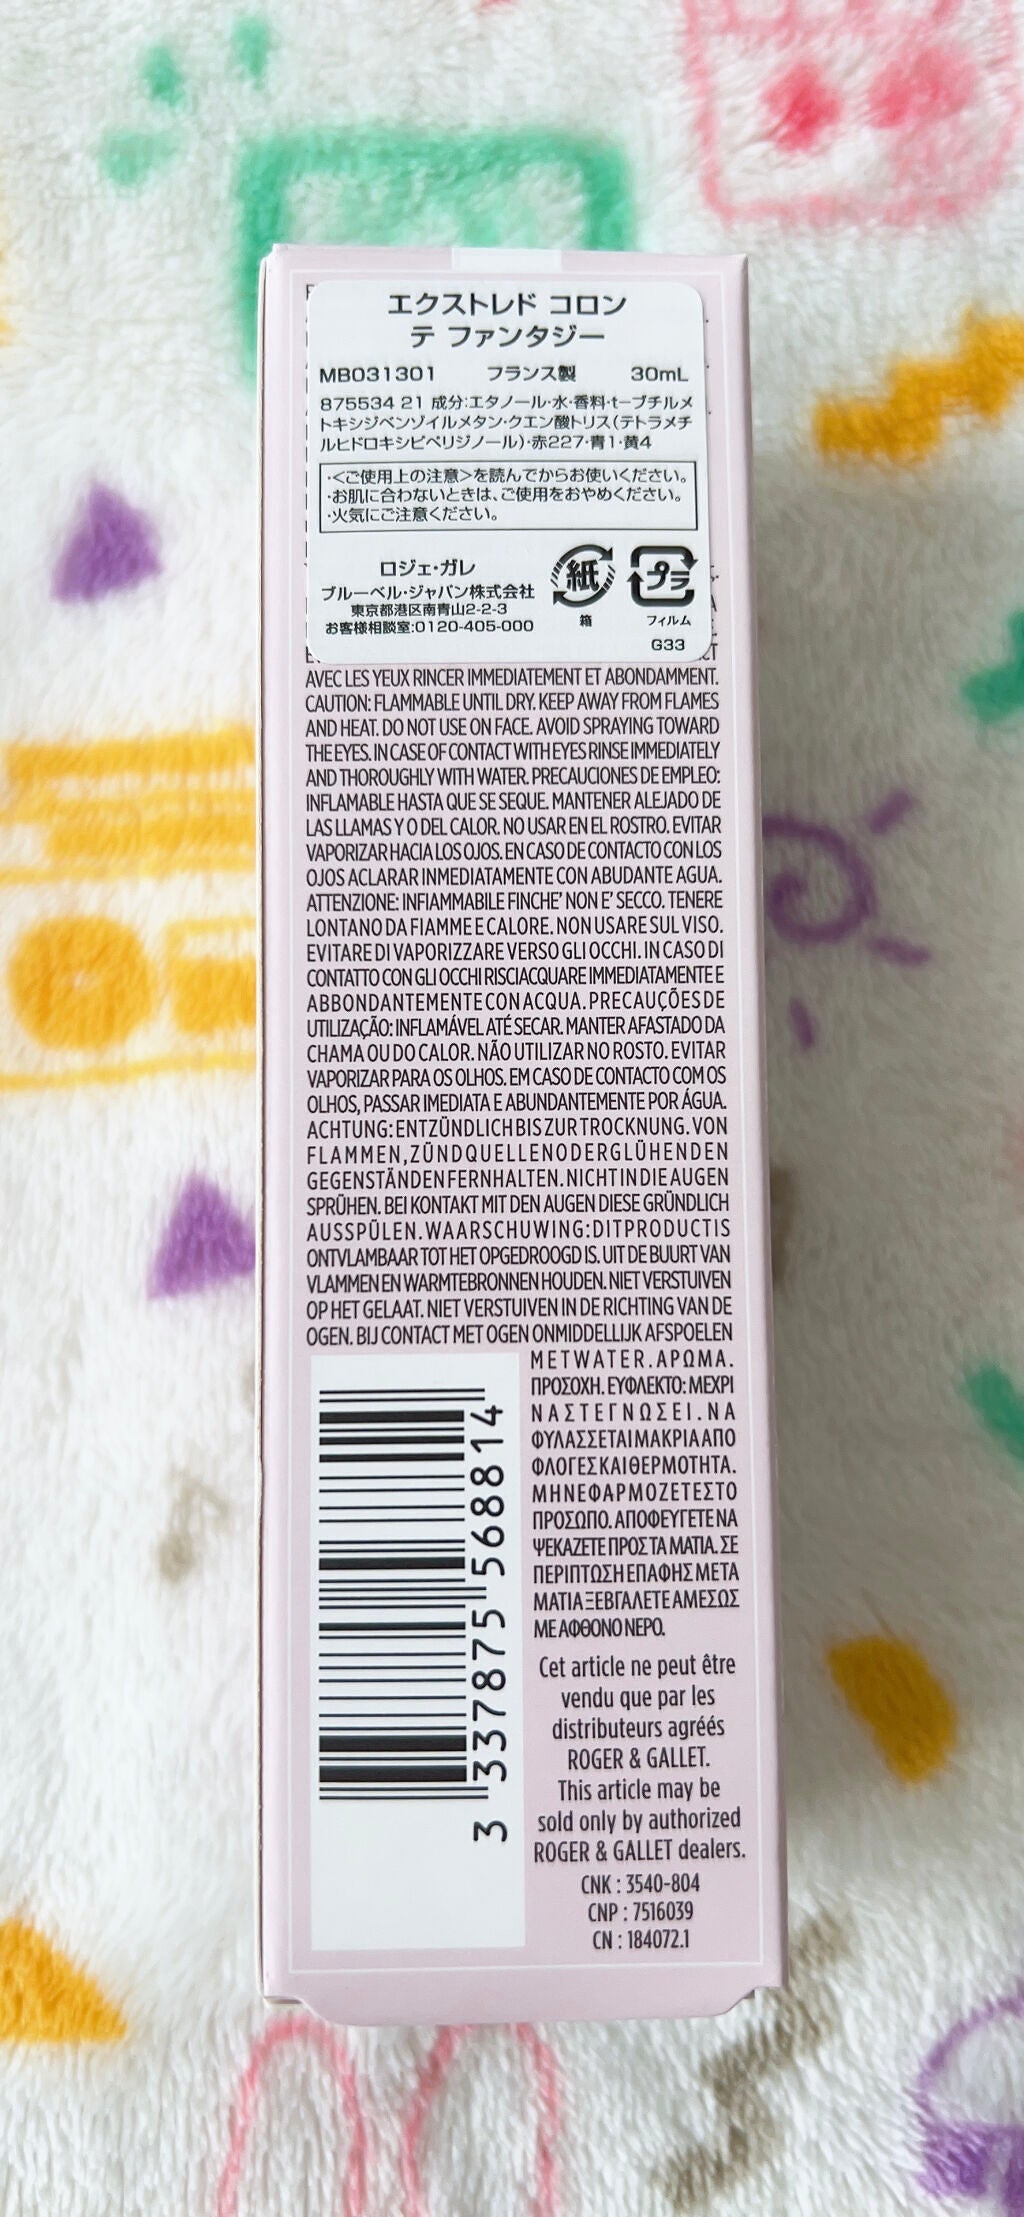 エクストレド コロン
テ ファンタジー
MB031301 フランス製 30mL
875534 21 成分:エタノール・水・香料・t-ブチルメ
トキシジベンゾイルメタン・クエン酸トリス(テトラメチ
ルヒドロキシピペリジノール)・赤227・青1・黄4
・<ご使用上の注意>を読んでからお使いください。
・お肌に合わないときは、ご使用をおやめください。
・火気にご注意ください。
ロジェ・ガレ
ブルーベル・ジャパン株式会社
東京都港区南青山2-2-3
お客様相談室:0120-405-000
紙
箱
プラ
フィルム
G33
AVEC LES YEUX RINCER IMMEDIATEMENT ET ABONDAMMENT.
CAUTION: FLAMMABLE UNTIL DRY. KEEP AWAY FROM FLAMES
AND HEAT. DO NOT USE ON FACE. AVOID SPRAYING TOWARD
THE EYES. IN CASE OF CONTACT WITH EYES RINSE IMMEDIATELY
AND THOROUGHLY WITH WATER. PRECAUCIONES DE EMPLEO:
INFLAMABLE HASTA QUE SE SEQUE. MANTENER ALEJADO DE
LAS LLAMAS Y O DEL CALOR. NO USAR EN EL ROSTRO. EVITAR
VAPORIZAR HACIA LOS OJOS. EN CASO DE CONTACTO CON LOS
OJOS ACLARAR INMEDIATAMENTE CON ABUDANTE AGUA.
ATTENZIONE: INFIAMMABILE FINCHE' NON E' SECCO. TENERE
LONTANO DA FIAMME E CALORE. NON USARE SUL VISO.
EVITARE DI VAPORIZZARE VERSO GLI OCCHI. IN CASO DI
CONTATTO CON GLI OCCHI RISCIACQUARE IMMEDIATAMENTE E
ABBONDANTEMENTE CON ACQUA. PRECAUÇÕES DE
UTILIZAÇÃO: INFLAMÁVEL ATÉ SECAR. MANTER AFASTADO DA
CHAMA OU DO CALOR. NÃO UTILIZAR NO ROSTO. EVITAR
VAPORIZAR PARA OS OLHOS. EM CASO DE CONTACTO COM OS
OLHOS, PASSAR IMEDIATA E ABUNDANTEMENTE POR ÁGUA.
ACHTUNG: ENTZÜNDLICH BIS ZUR TROCKNUNG. VON
FLAMMEN, ZÜNDQUELLEN ODER GLÜHENDEN
GEGENSTÄNDEN FERNHALTEN. NICHT IN DIE AUGEN
SPRÜHEN. BEI KONTAKT MIT DEN AUGEN DIESE GRÜNDLICH
AUSSPÜLEN. WAARSCHUWING: DIT PRODUCT IS
ONTVLAMBAAR TOT HET OPGEDROOGD IS. UIT DE BUURT VAN
VLAMMEN EN WARMTEBRONNEN HOUDEN. NIET VERSTUIVEN
OP HET GELAAT. NIET VERSTUIVEN IN DE RICHTING VAN DE
OGEN. BIJ CONTACT MET OGEN ONMIDDELLIJK AFSPOELEN
MET WATER. ΑΡΩΜΑ.
ΠΡΟΣΟΧΗ. ΕΥΦΛΕΚΤΟ: ΜΕΧΡΙ
ΝΑ ΣΤΕΓΝΩΣΕΙ. ΝΑ
ΦΥΛΑΣΣΕΤΑΙ ΜΑΚΡΙΑ ΑΠΟ
ΦΛΟΓΕΣ ΚΑΙ ΘΕΡΜΟΤΗΤΑ.
ΜΗΝ ΕΦΑΡΜΟΖΕΤΕ ΣΤΟ
ΠΡΟΣΩΠΟ. ΑΠΟΦΕΥΓΕΤΕ ΝΑ
ΨΕΚΑΖΕΤΕ ΠΡΟΣ ΤΑ ΜΑΤΙΑ. ΣΕ
ΠΕΡΙΠΤΩΣΗ ΕΠΑΦΗΣ ΜΕ ΤΑ
ΜΑΤΙΑ ΞΕΒΓΑΛΕΤΕ ΑΜΕΣΩΣ
ΜΕ ΑΦΘΟΝΟ ΝΕΡΟ.
Cet article ne peut être
vendu que par les
distributeurs agréés
ROGER & GALLET.
This article may be
sold only by authorized
ROGER & GALLET dealers.
CNK : 3540-804
CNP : 7516039
CN : 184072.1
3 337875 568814